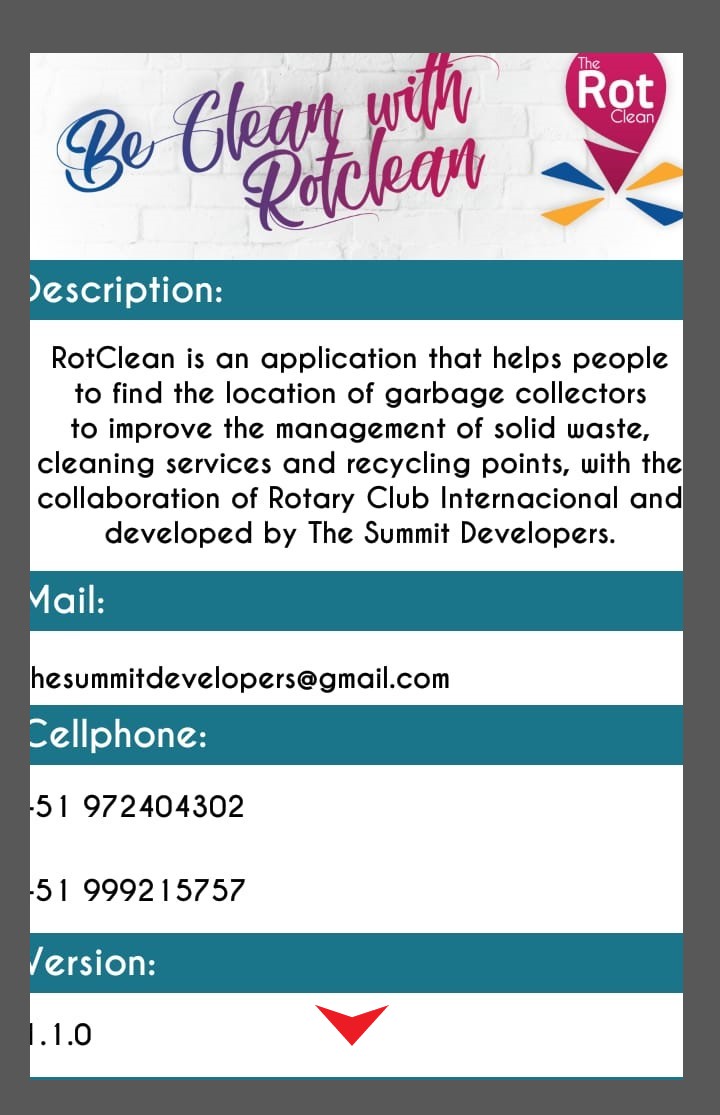 Be Clean with
Rotclean
The
Rot
Clean
Description:
RotClean is an application that helps people
to find the location of garbage collectors
to improve the management of solid waste,
cleaning services and recycling points, with the
collaboration of Rotary Club Internacional and
developed by The Summit Developers.
Mail:
hesummitdevelopers@gmail.com
Cellphone:
+51 972404302
+51 999215757
Version:
1.1.0